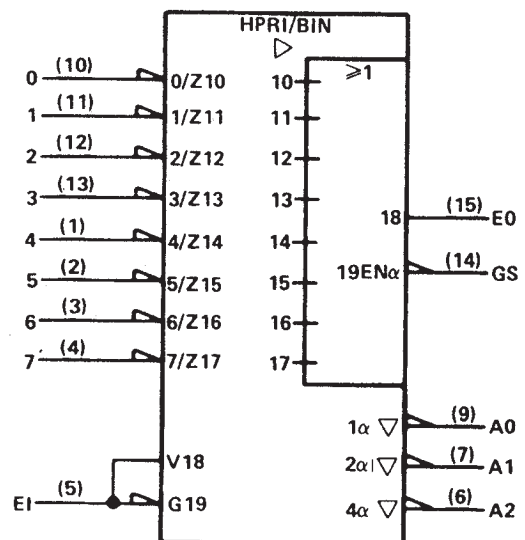 HPRI/BIN
▷
≥1
0 (10) 0/Z10 10
1 (11) 1/Z11 11
2 (12) 2/Z12 12
3 (13) 3/Z13 13
4 (1) 4/Z14 14
5 (2) 5/Z15 15
6 (3) 6/Z16 16
7 (4) 7/Z17 17
18 (15) EO
19ENα (14) GS
1α ▽ (9) A0
2α ▽ (7) A1
4α ▽ (6) A2
V18
EI (5) G19